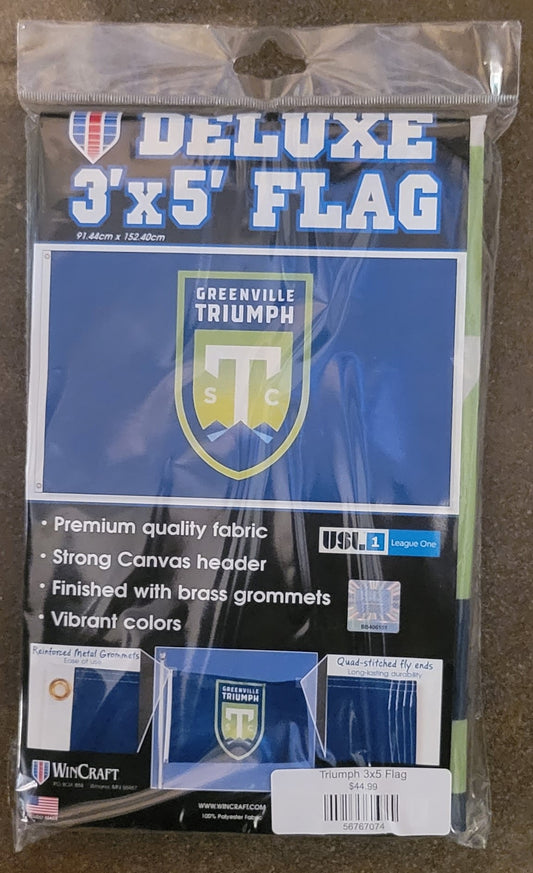 DELUXE
3'x5' FLAG
91.44cm x 152.40cm
GREENVILLE
TRIUMPH
T
S C
• Premium quality fabric
• Strong Canvas header
• Finished with brass grommets
• Vibrant colors
USL 1 League One
Reinforced Metal Grommets
Ease of use
GREENVILLE
TRIUMPH
T
S C
Quad-stitched fly ends
Long-lasting durability
WINCRAFT
WWW.WINCRAFT.COM
100% Polyester Fabric
Triumph 3x5 Flag
$44.99
56767074